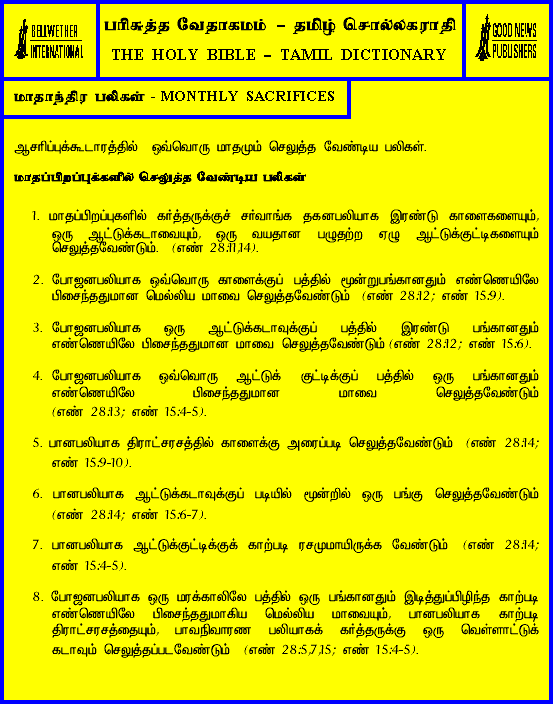 BELLWETHER
INTERNATIONAL
பரிசுத்த வேதாகமம் – தமிழ் சொல்லகராதி
THE HOLY BIBLE – TAMIL DICTIONARY
GOOD NEWS
PUBLISHERS
மாதாந்திர பலிகள் - MONTHLY SACRIFICES
ஆசரிப்புக்கூடாரத்தில் ஒவ்வொரு மாதமும் செலுத்த வேண்டிய பலிகள்.
மாதப்பிறப்புக்களில் செலுத்த வேண்டிய பலிகள்
1. மாதப்பிறப்புகளில் கர்த்தருக்குச் சர்வாங்க தகனபலியாக இரண்டு காளைகளையும்,
ஒரு ஆட்டுக்கடாவையும், ஒரு வயதான பழுதற்ற ஏழு ஆட்டுக்குட்டிகளையும்
செலுத்தவேண்டும். (எண் 28:11,14).
2. போஜனபலியாக ஒவ்வொரு காளைக்குப் பத்தில் மூன்றுபங்கானதும் எண்ணெயிலே
பிசைந்ததுமான மெல்லிய மாவை செலுத்தவேண்டும் (எண் 28:12; எண் 15:9).
3. போஜனபலியாக ஒரு ஆட்டுக்கடாவுக்குப் பத்தில் இரண்டு பங்கானதும்
எண்ணெயிலே பிசைந்ததுமான மாவை செலுத்தவேண்டும் (எண் 28:12; எண் 15:6).
4. போஜனபலியாக ஒவ்வொரு ஆட்டுக் குட்டிக்குப் பத்தில் ஒரு பங்கானதும்
எண்ணெயிலே பிசைந்ததுமான மாவை செலுத்தவேண்டும்
(எண் 28:13; எண் 15:4-5).
5. பானபலியாக திராட்சரசத்தில் காளைக்கு அரைப்படி செலுத்தவேண்டும் (எண் 28:14;
எண் 15:9-10).
6. பானபலியாக ஆட்டுக்கடாவுக்குப் படியில் மூன்றில் ஒரு பங்கு செலுத்தவேண்டும்
(எண் 28:14; எண் 15:6-7).
7. பானபலியாக ஆட்டுக்குட்டிக்குக் காற்படி ரசமுமாயிருக்க வேண்டும் (எண் 28:14;
எண் 15:4-5).
8. போஜனபலியாக ஒரு மரக்காலிலே பத்தில் ஒரு பங்கானதும் இடித்துப்பிழிந்த காற்படி
எண்ணெயிலே பிசைந்ததுமாகிய மெல்லிய மாவையும், பானபலியாக காற்படி
திராட்சரசத்தையும், பாவநிவாரண பலியாகக் கர்த்தருக்கு ஒரு வெள்ளாட்டுக்
கடாவும் செலுத்தப்படவேண்டும் (எண் 28:5,7,15; எண் 15:4-5).